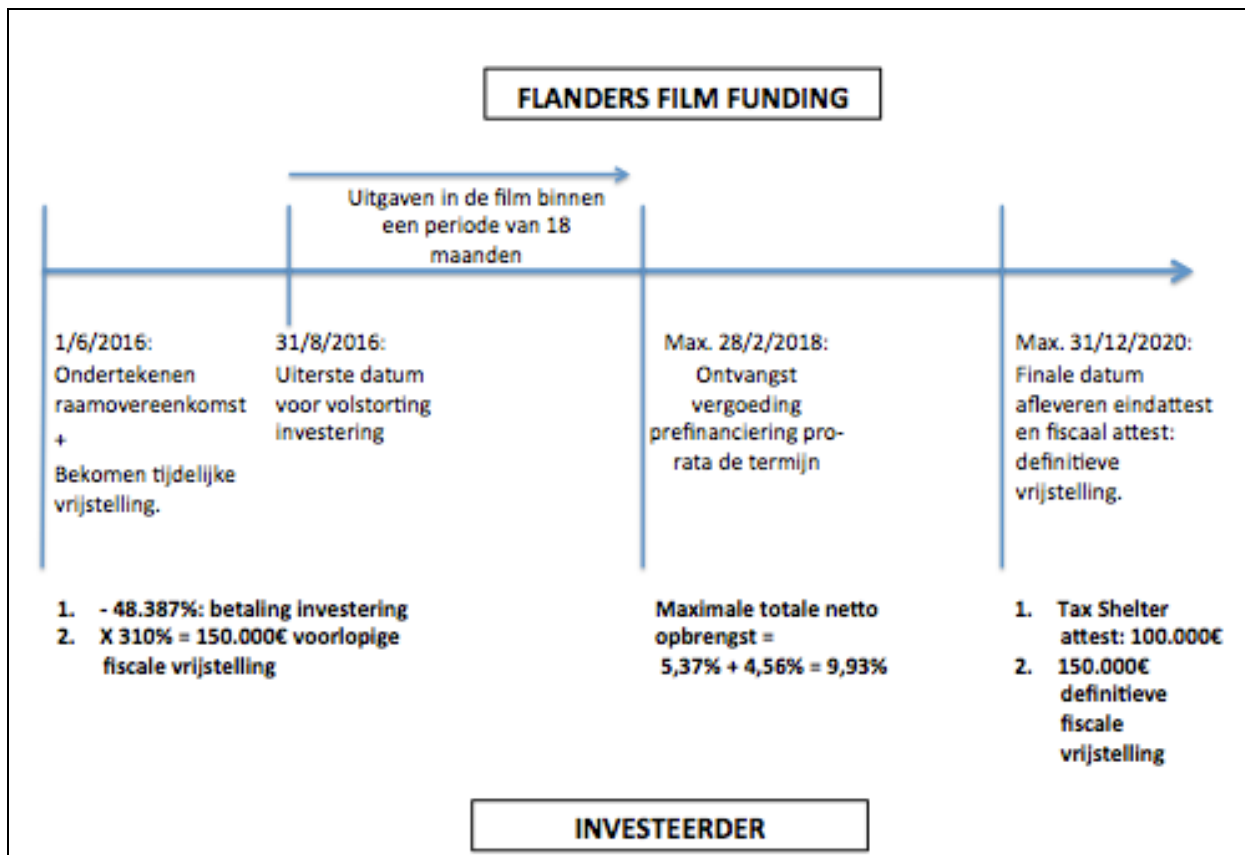 FLANDERS FILM FUNDING
Uitgaven in de film binnen
een periode van 18
maanden
1/6/2016:
Ondertekenen
raamovereenkomst
+
Bekomen tijdelijke
vrijstelling.
31/8/2016:
Uiterste datum
voor volstorting
investering
Max. 28/2/2018:
Ontvangst
vergoeding
prefinanciering pro-
rata de termijn
Max. 31/12/2020:
Finale datum
afleveren eindattest
en fiscaal attest:
definitieve
vrijstelling.
1. - 48.387%: betaling investering
2. X 310% = 150.000€ voorlopige
fiscale vrijstelling
Maximale totale netto
opbrengst =
5,37% + 4,56% = 9,93%
1. Tax Shelter
attest: 100.000€
2. 150.000€
definitieve
fiscale
vrijstelling
INVESTEERDER